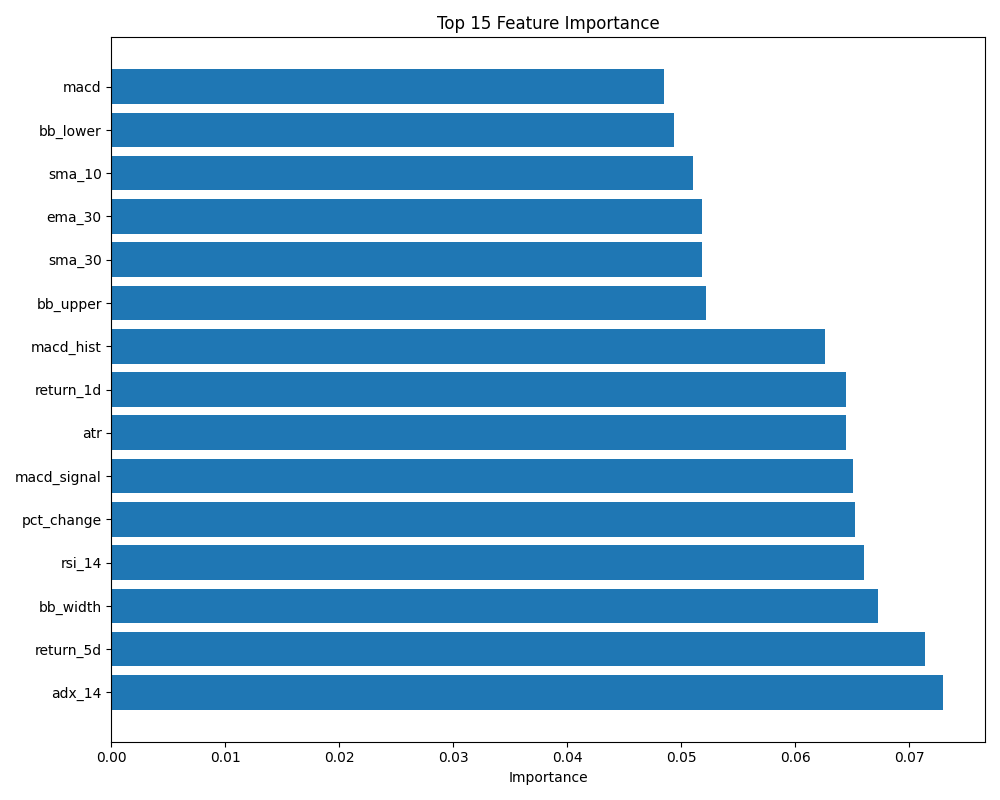 Top 15 Feature Importance
macd
bb_lower
sma_10
ema_30
sma_30
bb_upper
macd_hist
return_1d
atr
macd_signal
pct_change
rsi_14
bb_width
return_5d
adx_14
0.00 0.01 0.02 0.03 0.04 0.05 0.06 0.07
Importance